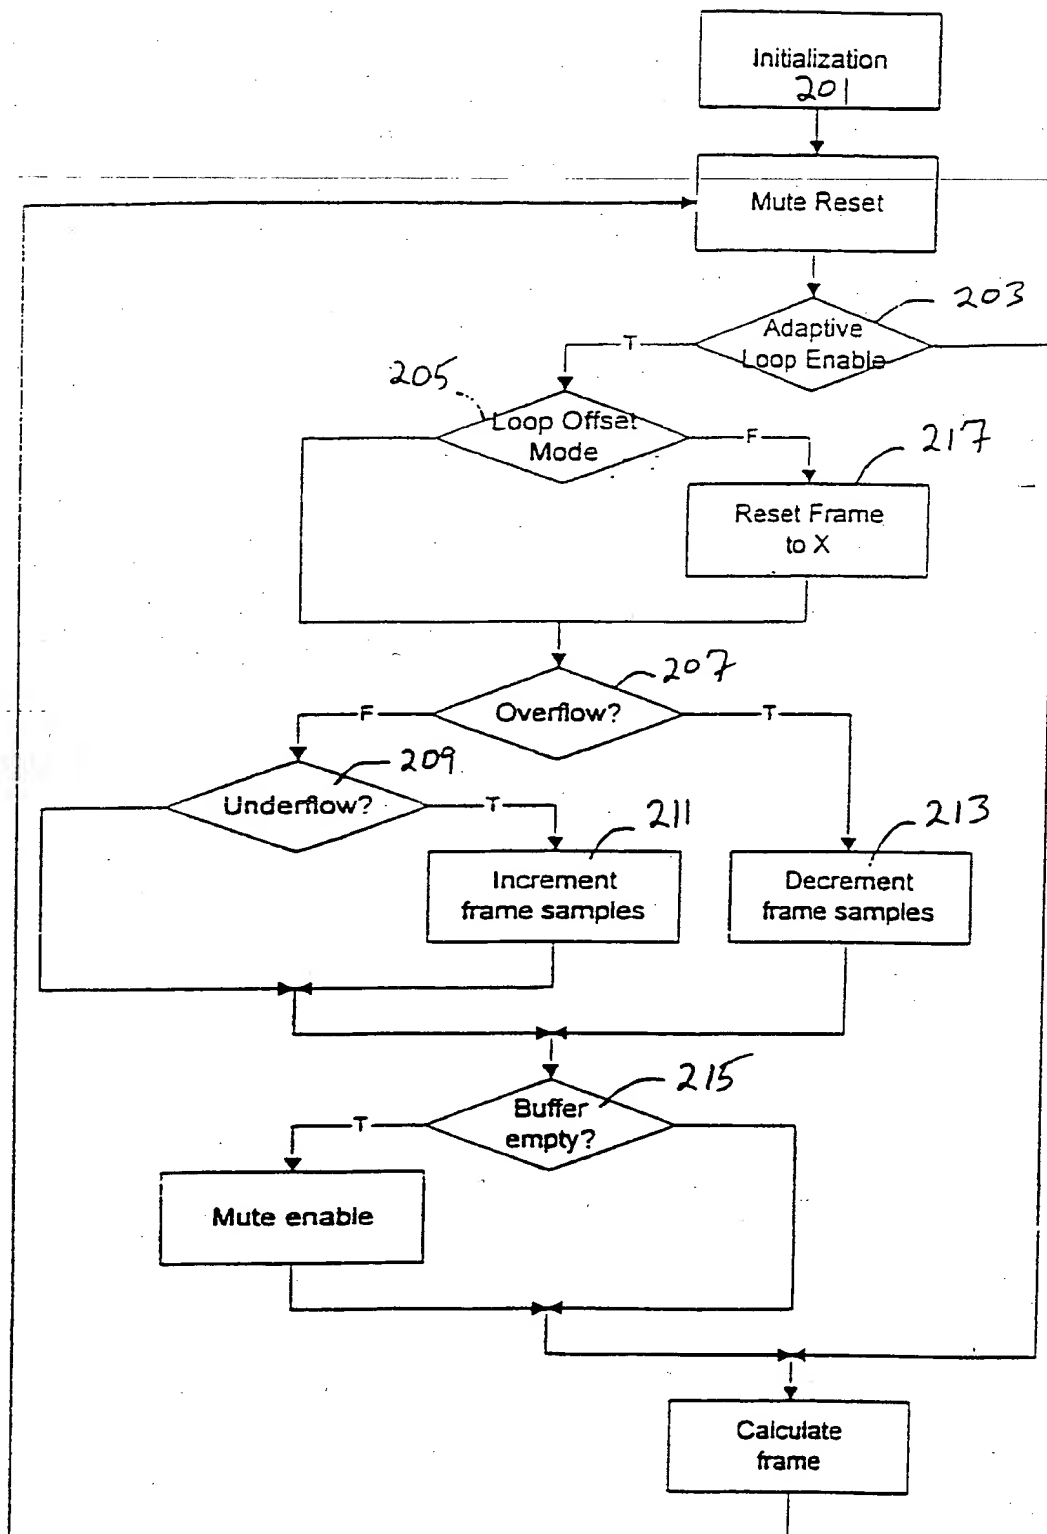 Initialization
201
Mute Reset
203
Adaptive
Loop Enable
T
205
Loop Offset
Mode
F
217
Reset Frame
to X
207
Overflow?
F
T
209
Underflow?
T
211
213
Increment
frame samples
Decrement
frame samples
215
Buffer
empty?
T
Mute enable
Calculate
frame